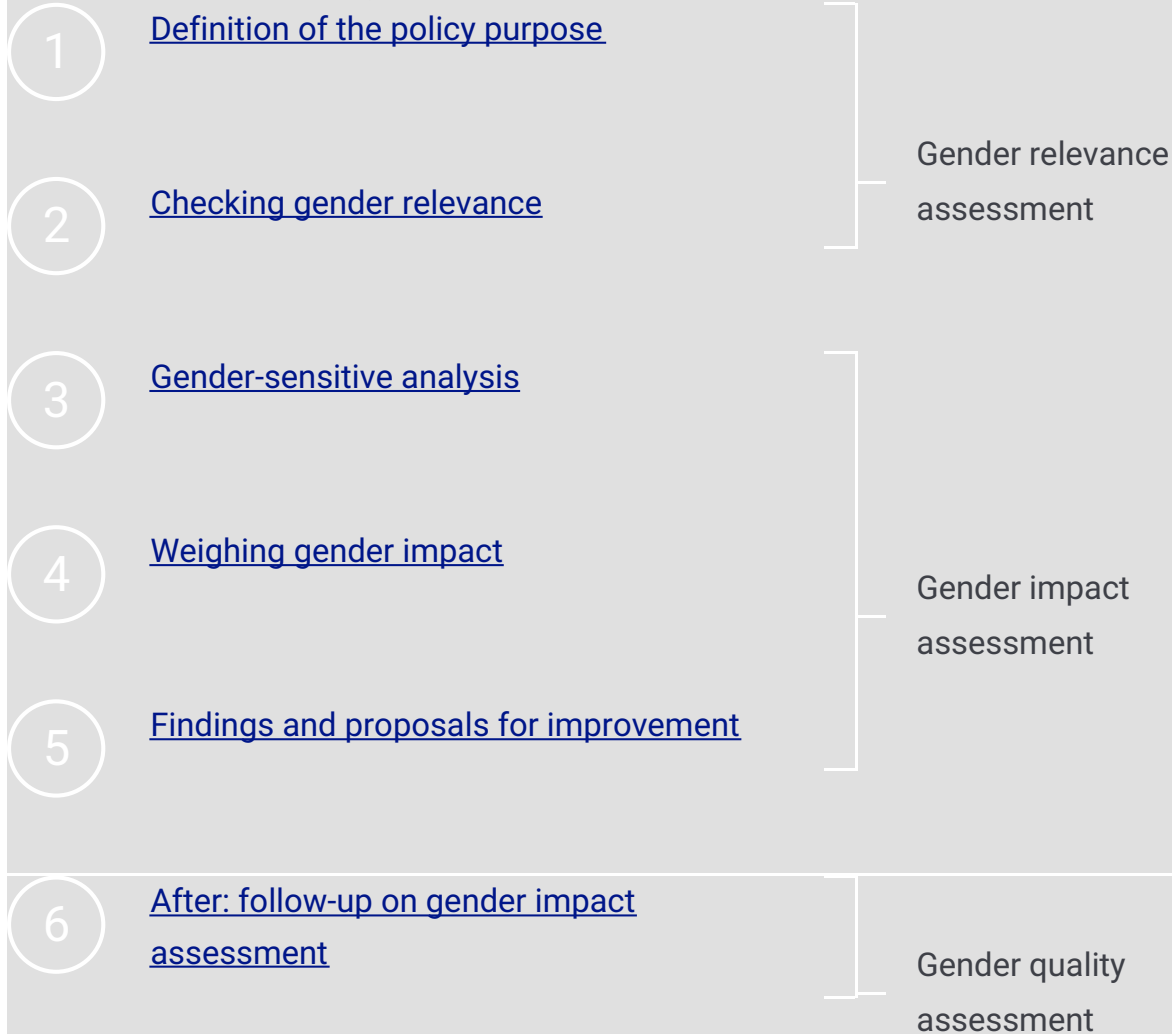 1
Definition of the policy purpose
2
Checking gender relevance
Gender relevance
assessment
3
Gender-sensitive analysis
4
Weighing gender impact
5
Findings and proposals for improvement
Gender impact
assessment
6
After: follow-up on gender impact
assessment
Gender quality
assessment